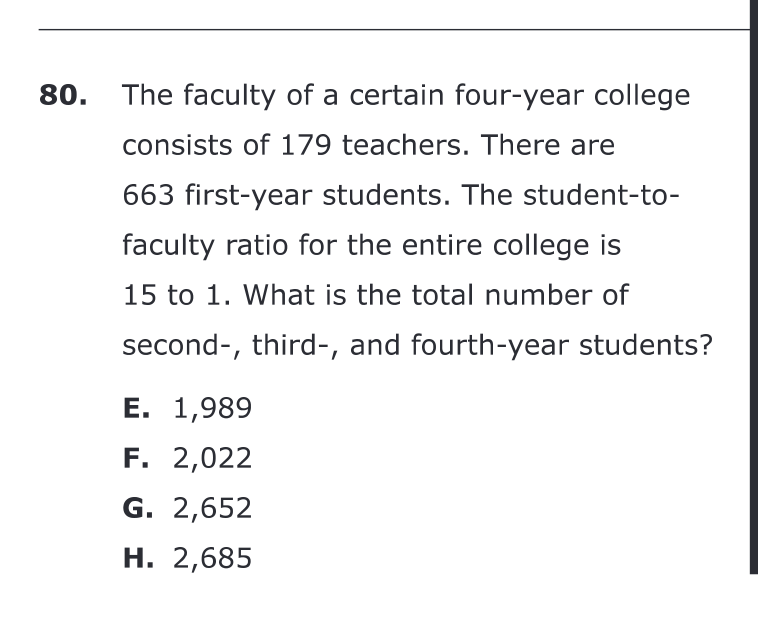 80. The faculty of a certain four-year college
consists of 179 teachers. There are
663 first-year students. The student-to-
faculty ratio for the entire college is
15 to 1. What is the total number of
second-, third-, and fourth-year students?
E. 1,989
F. 2,022
G. 2,652
H. 2,685